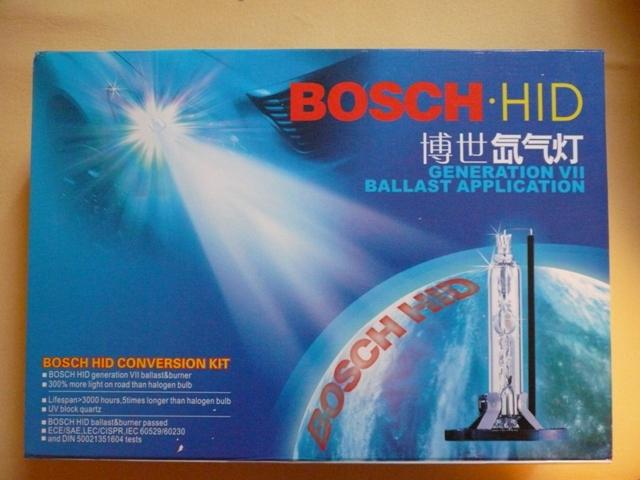 BOSCH·HID
博世氙气灯
GENERATION VII
BALLAST APPLICATION
BOSCH HID
BOSCH HID CONVERSION KIT
■ BOSCH HID generation VII ballast&burner
■ 300% more light on road than halogen bulb
■ Lifespan>3000 hours,5times longer than halogen bulb
■ UV block quartz
■ BOSCH HID ballast&burner passed
■ ECE/SAE,LEC/CISPR,IEC 60529/60230
■ and DIN 50021351604 tests